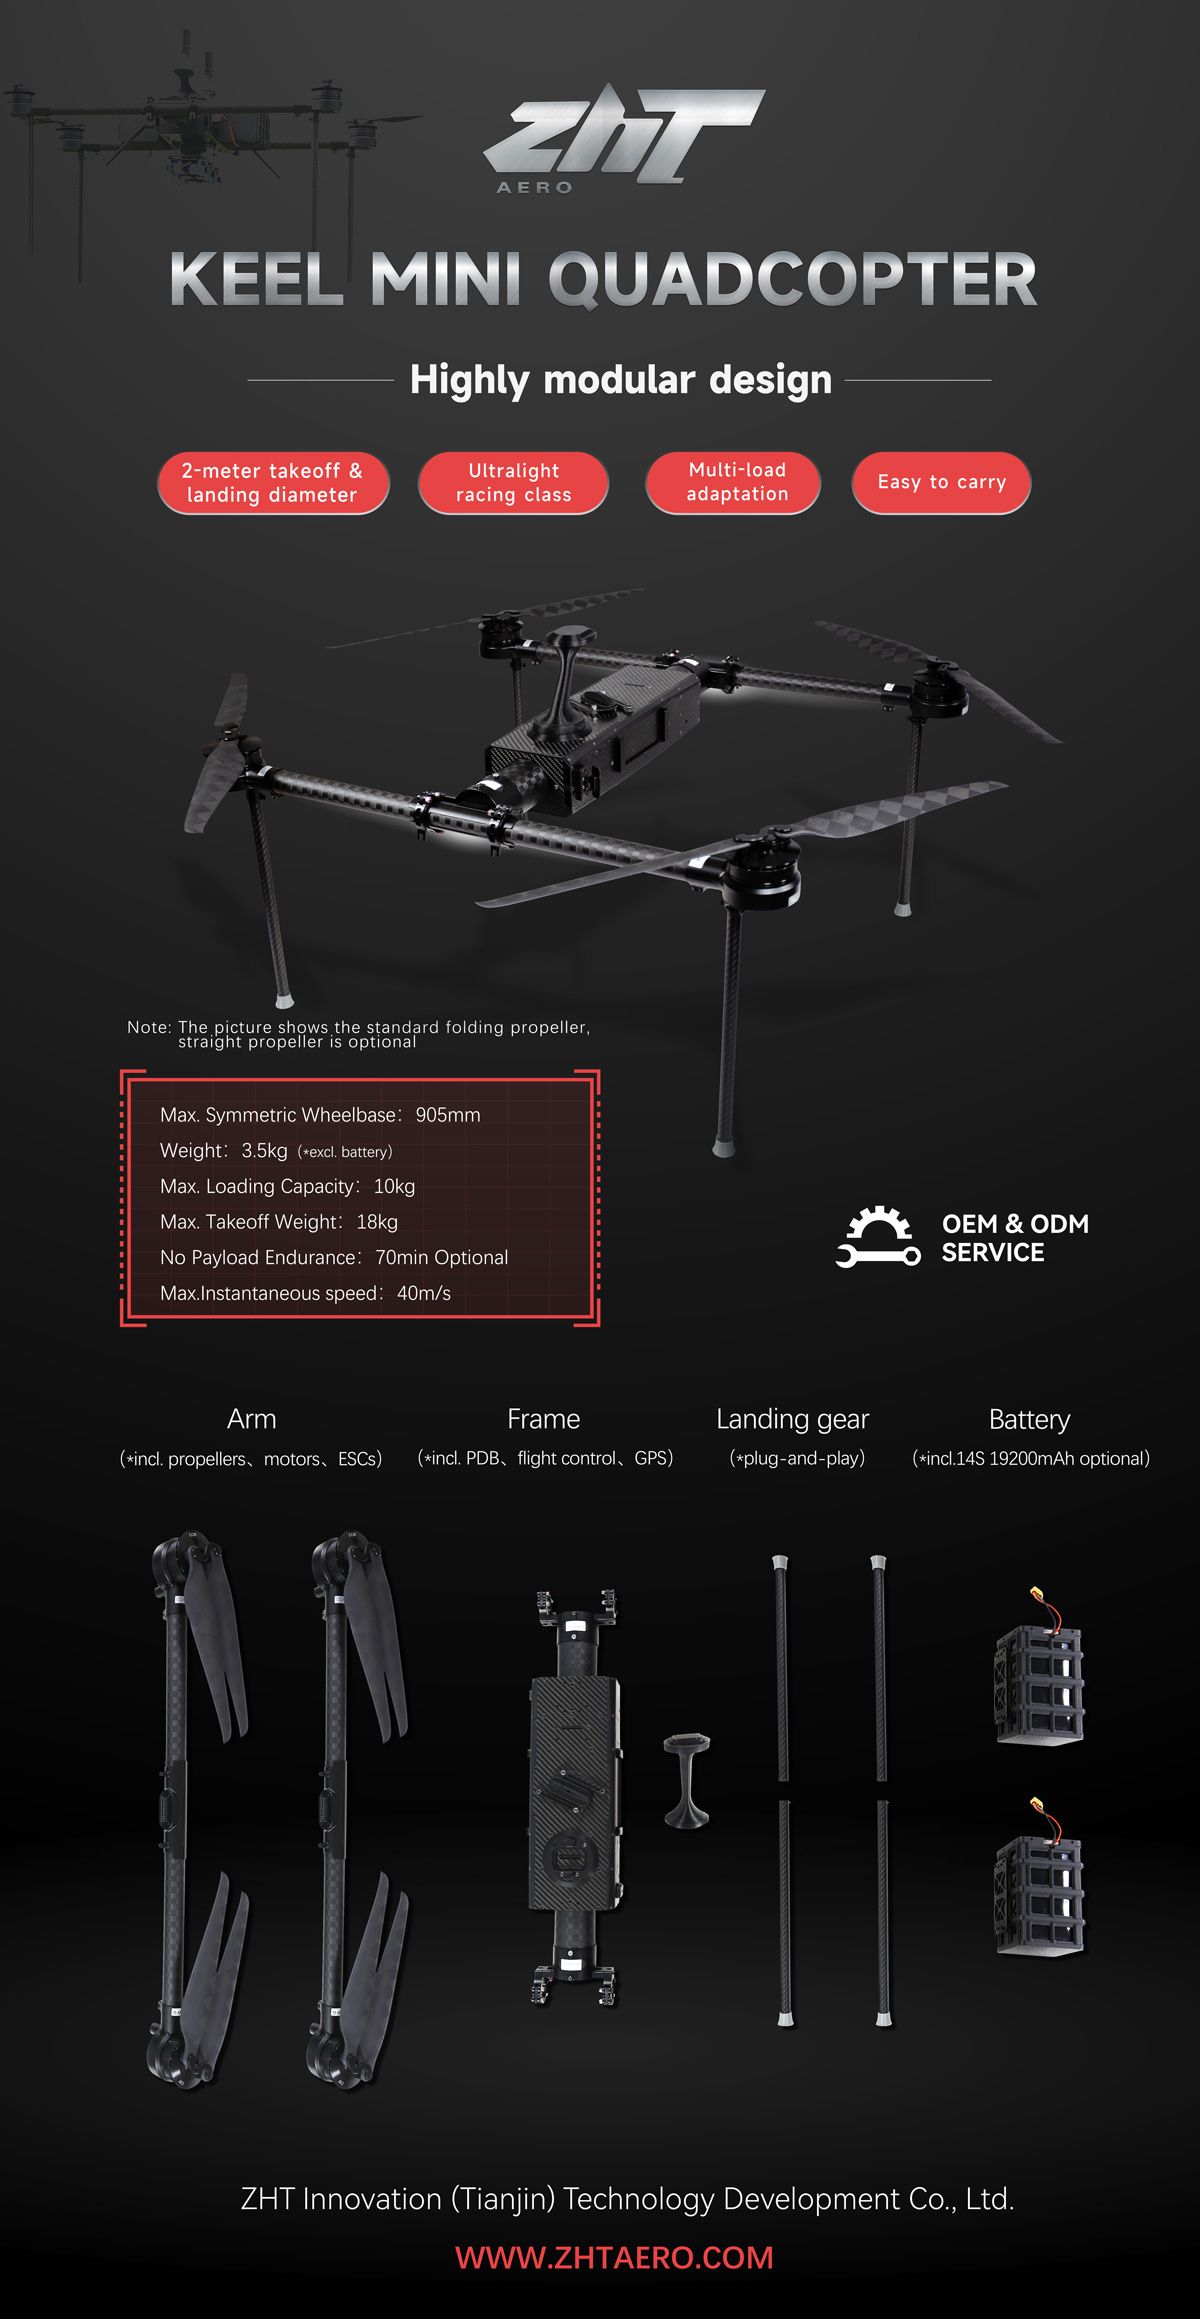 zhT
AERO
KEEL MINI QUADCOPTER
Highly modular design
2-meter takeoff &
landing diameter
Ultralight
racing class
Multi-load
adaptation
Easy to carry
Note: The picture shows the standard folding propeller,
straight propeller is optional
Max. Symmetric Wheelbase：905mm
Weight：3.5kg（*excl. battery）
Max. Loading Capacity：10kg
Max. Takeoff Weight：18kg
No Payload Endurance：70min Optional
Max.Instantaneous speed：40m/s
OEM & ODM
SERVICE
Arm
（*incl. propellers、motors、ESCs）
Frame
（*incl. PDB、flight control、GPS）
Landing gear
（*plug-and-play）
Battery
（*incl.14S 19200mAh optional）
ZHT Innovation (Tianjin) Technology Development Co., Ltd.
WWW.ZHTAERO.COM